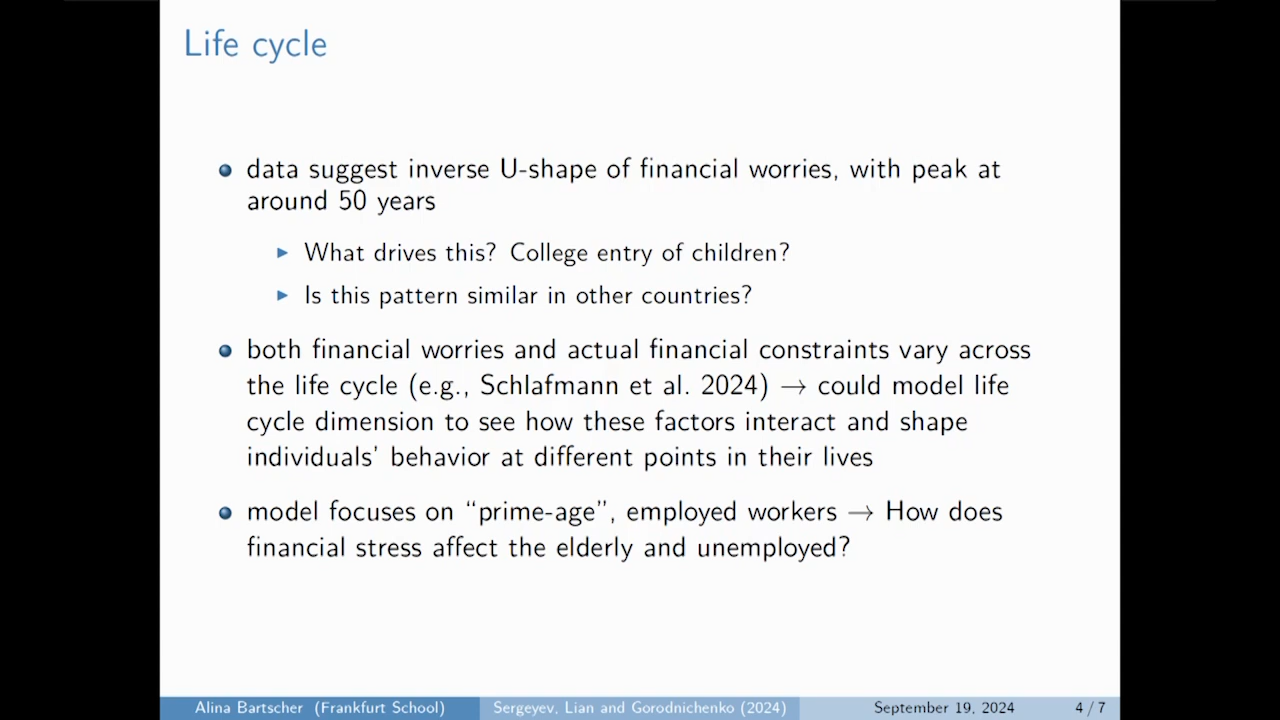 Life cycle
data suggest inverse U-shape of financial worries, with peak at
around 50 years
What drives this? College entry of children?
Is this pattern similar in other countries?
both financial worries and actual financial constraints vary across
the life cycle (e.g., Schlafmann et al. 2024) → could model life
cycle dimension to see how these factors interact and shape
individuals’ behavior at different points in their lives
model focuses on “prime-age”, employed workers → How does
financial stress affect the elderly and unemployed?
Alina Bartscher (Frankfurt School) Sergeyev, Lian and Gorodnichenko (2024) September 19, 2024 4 / 7